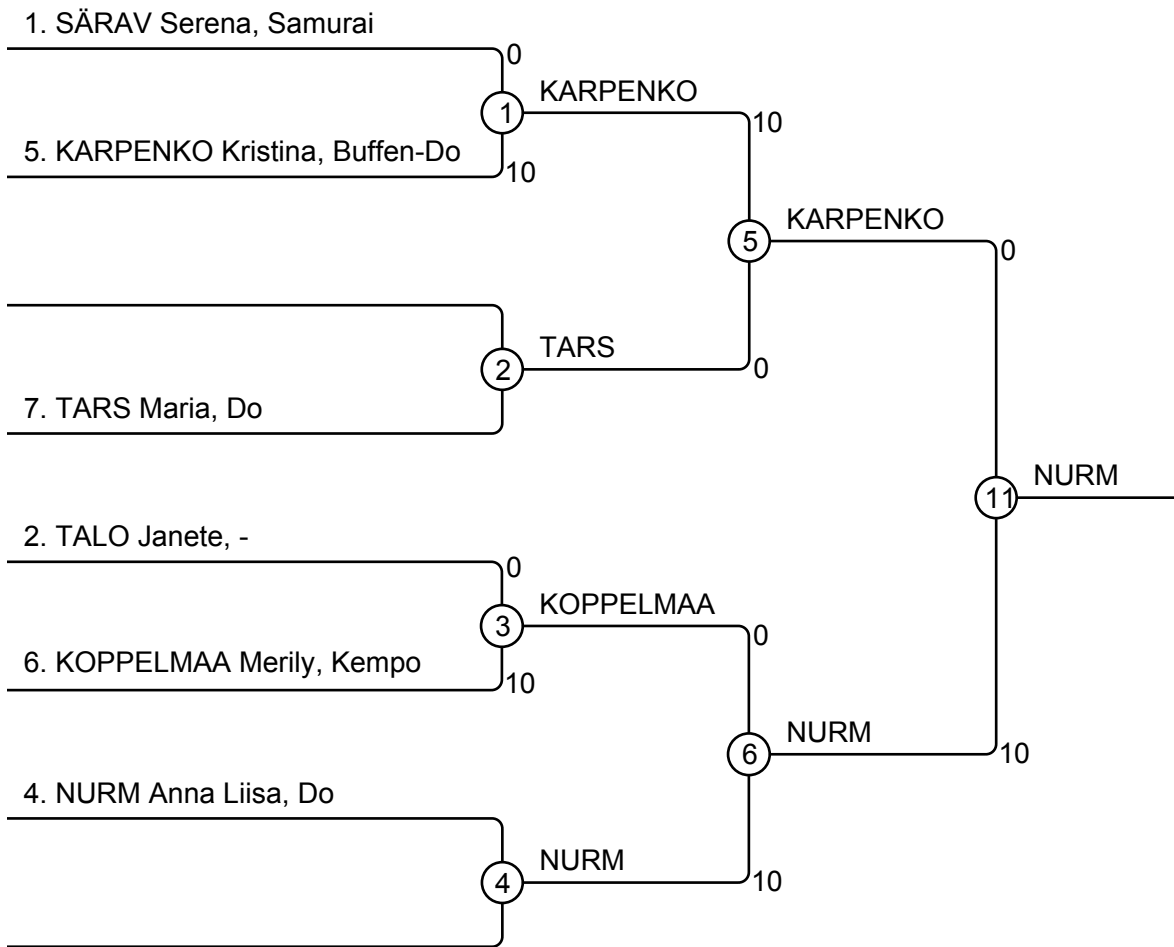 1. SÄRAV Serena, Samurai
0
KARPENKO
1
10
5. KARPENKO Kristina, Buffen-Do
10
KARPENKO
5
0
TARS
2
0
7. TARS Maria, Do
NURM
11
2. TALO Janete, -
0
KOPPELMAA
3
0
6. KOPPELMAA Merily, Kempo
10
NURM
6
10
4. NURM Anna Liisa, Do
NURM
4
10